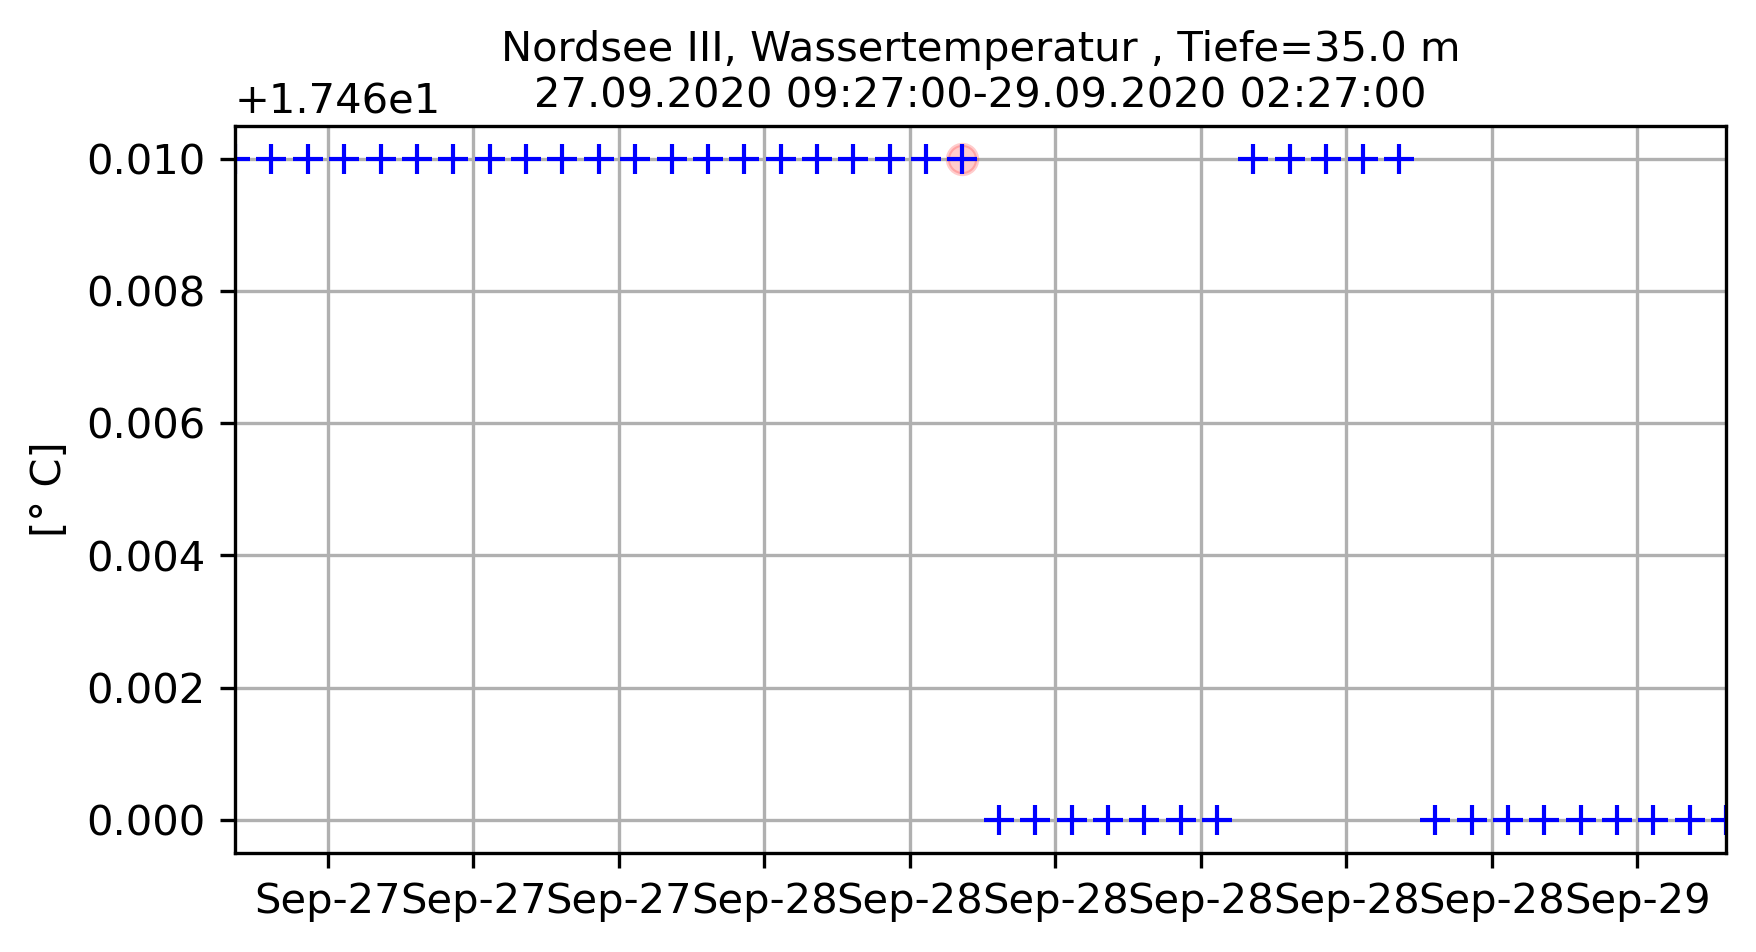 Nordsee III, Wassertemperatur , Tiefe=35.0 m
27.09.2020 09:27:00-29.09.2020 02:27:00
+1.746e1
0.010
0.008
0.006
0.004
0.002
0.000
[° C]
Sep-27Sep-27Sep-27Sep-28Sep-28Sep-28Sep-28Sep-28Sep-28Sep-29